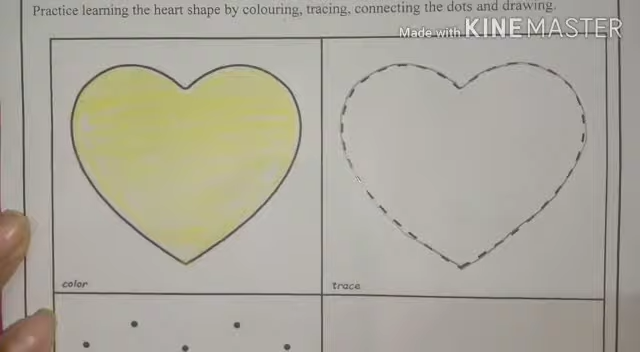 Practice learning the heart shape by colouring, tracing, connecting the dots and drawing.
Made with KINEMASTER
color
trace